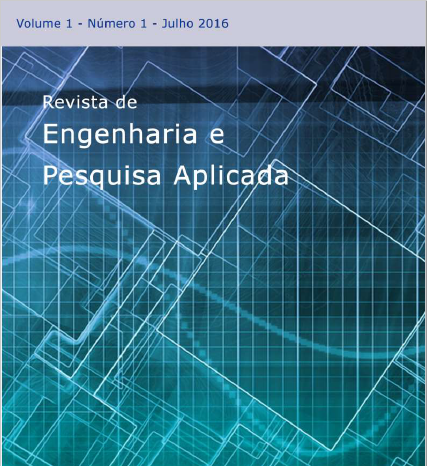 Volume 1 - Número 1 - Julho 2016
Revista de
Engenharia e
Pesquisa Aplicada